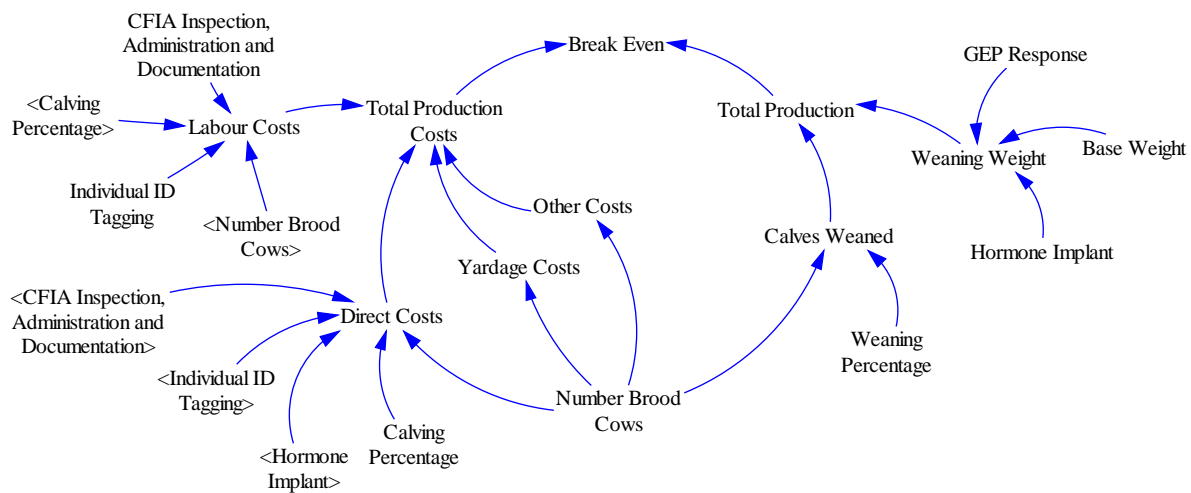 CFIA Inspection,
Administration and
Documentation
Break Even
GEP Response
<Calving
Percentage>
Labour Costs
Total Production
Costs
Total Production
Weaning Weight
Base Weight
Individual ID
Tagging
<Number Brood
Cows>
Other Costs
Calves Weaned
Hormone Implant
Yardage Costs
<CFIA Inspection,
Administration and
Documentation>
Direct Costs
Weaning
Percentage
<Individual ID
Tagging>
Number Brood
Cows
<Hormone
Implant>
Calving
Percentage